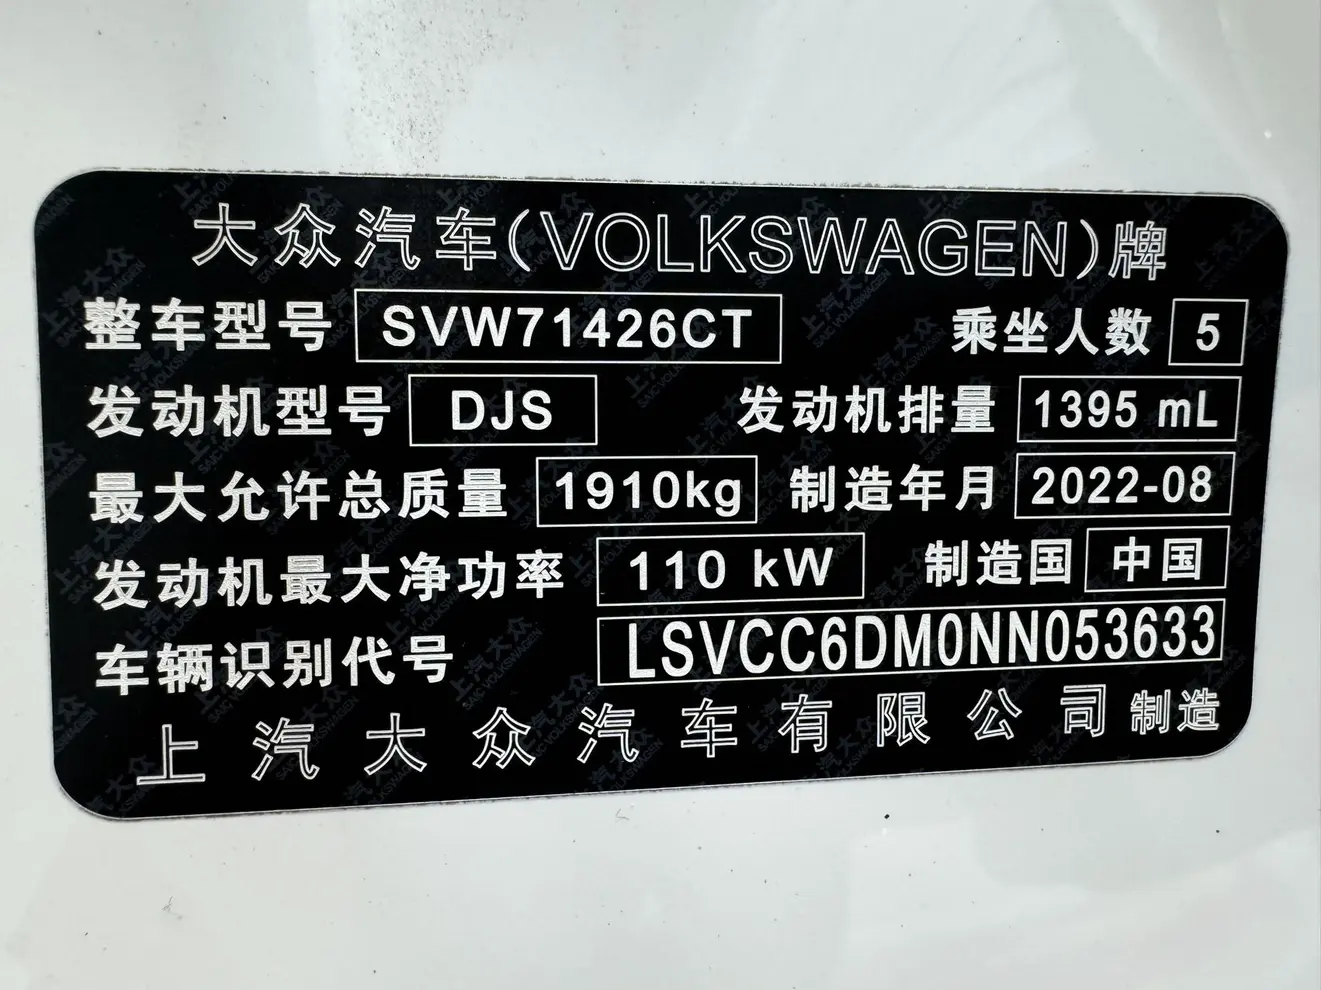 大众汽车(VOLKSWAGEN)牌
整车型号 SVW71426CT 乘坐人数 5
发动机型号 DJS 发动机排量 1395 mL
最大允许总质量 1910kg 制造年月 2022-08
发动机最大净功率 110 kW 制造国 中国
车辆识别代号 LSVCC6DM0NN053633
上汽大众汽车有限公司制造